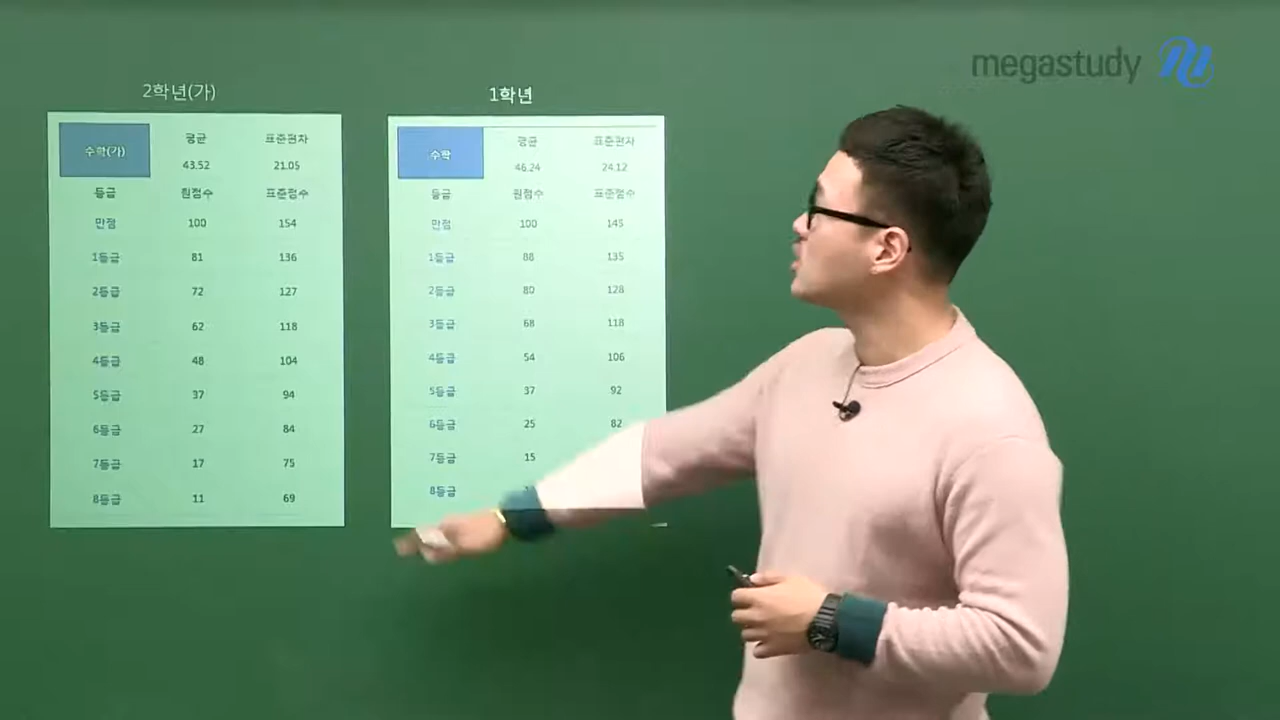 megastudy
2학년(가)
수학(가) 평균 표준편차
43.52 21.05
등급 원점수 표준점수
만점 100 154
1등급 81 136
2등급 72 127
3등급 62 118
4등급 48 104
5등급 37 94
6등급 27 84
7등급 17 75
8등급 11 69
1학년
수학 평균 표준편차
46.24 24.12
등급 원점수 표준점수
만점 100 145
1등급 88 135
2등급 80 128
3등급 68 118
4등급 54 106
5등급 37 92
6등급 25 82
7등급 15
8등급